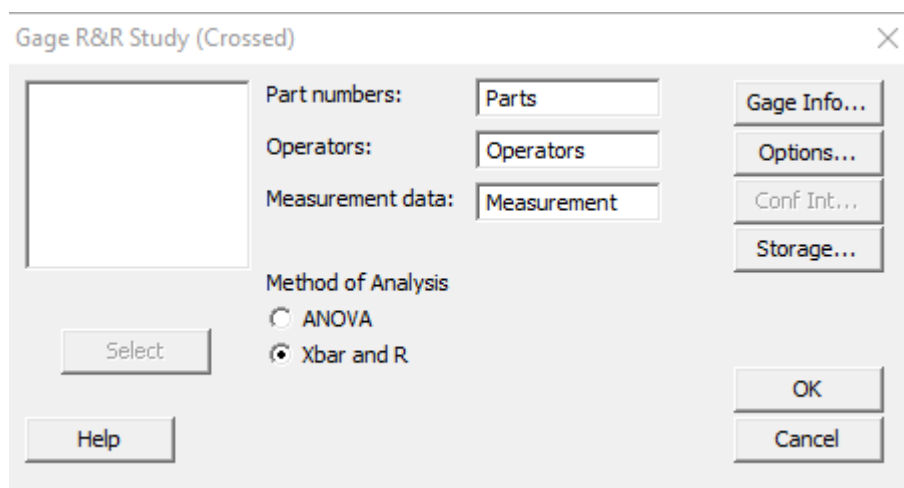 Gage R&R Study (Crossed)
Part numbers:
Parts
Operators:
Operators
Measurement data:
Measurement
Method of Analysis
ANOVA
Xbar and R
Select
Help
Gage Info...
Options...
Conf Int...
Storage...
OK
Cancel